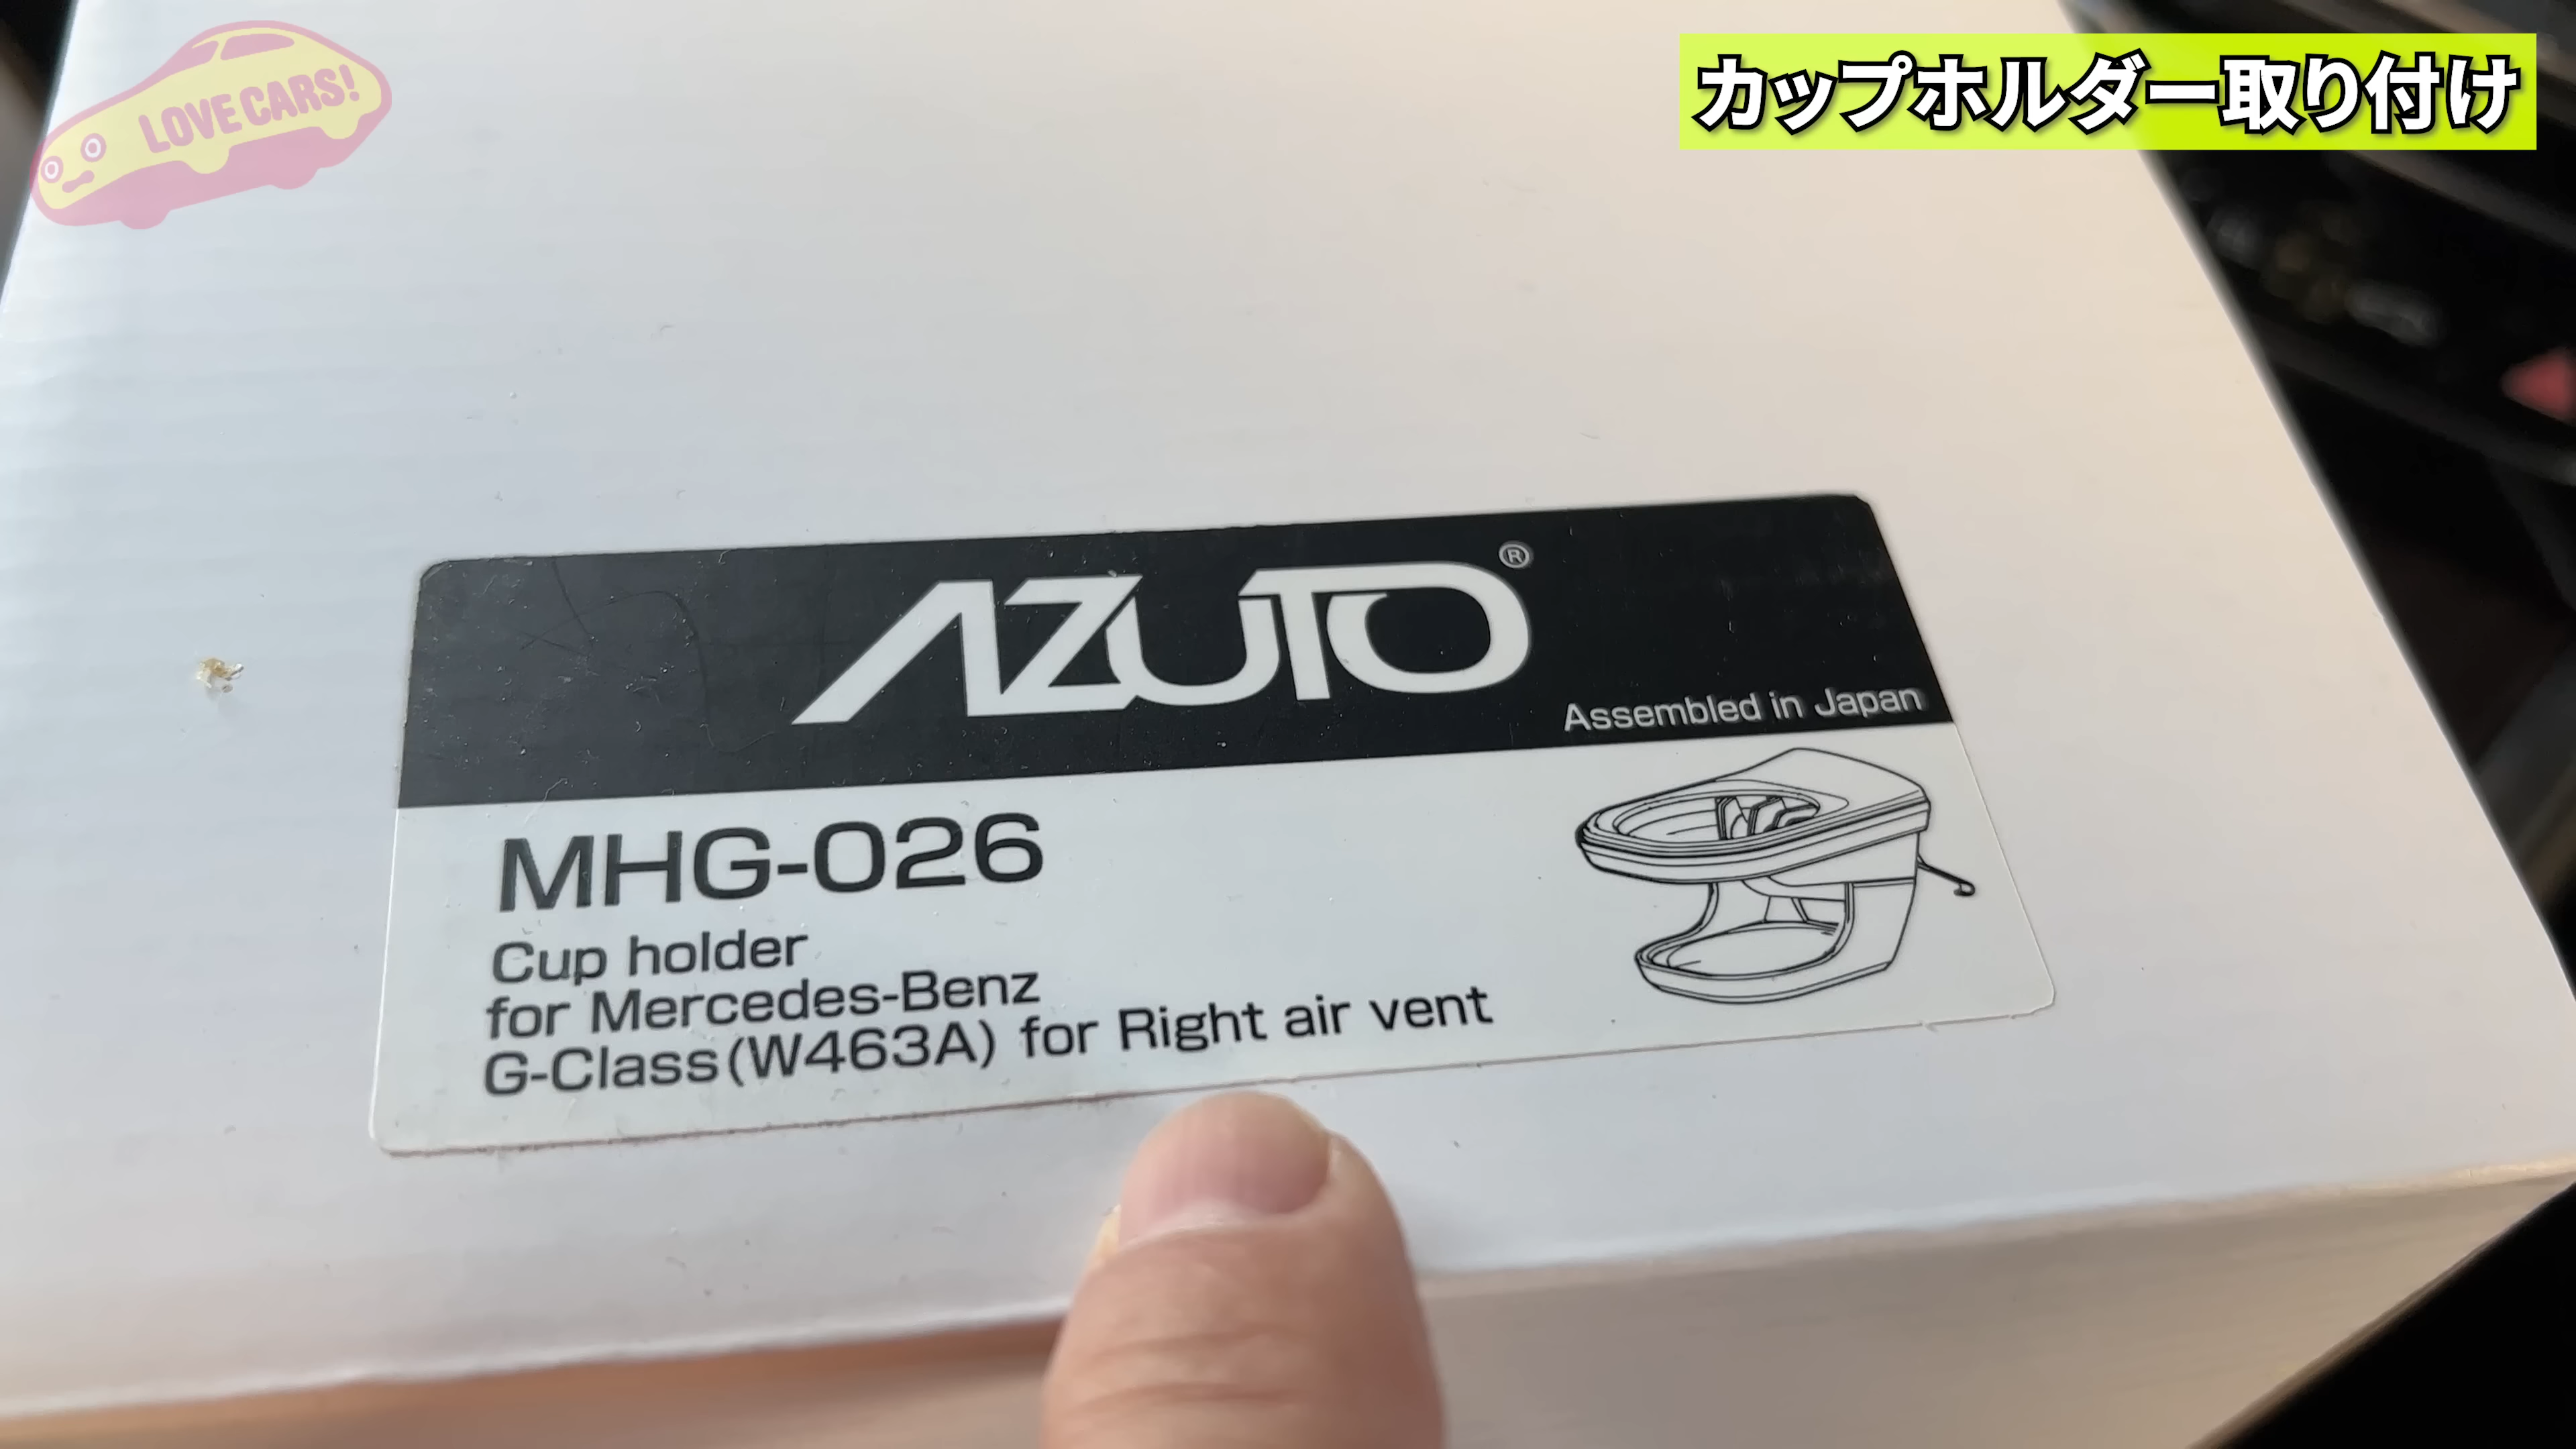 LOVE CARS!
カップホルダー取り付け
AZUTO®
Assembled in Japan
MHG-026
Cup holder
for Mercedes-Benz
G-Class(W463A) for Right air vent